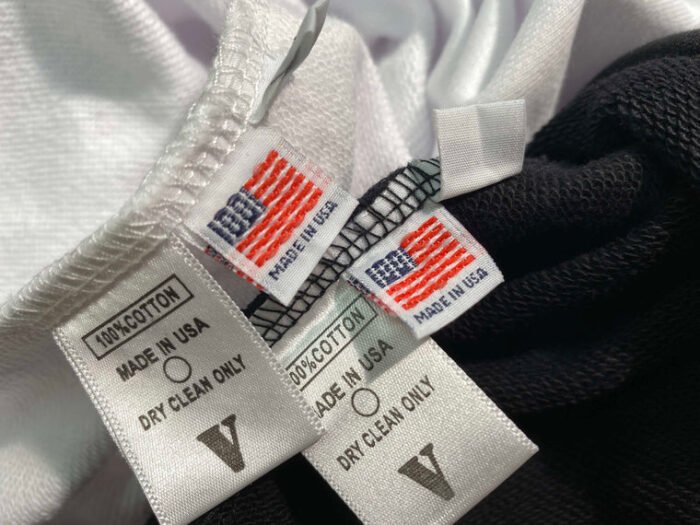 MADE IN USA
MADE IN USA
100% COTTON
MADE IN USA
DRY CLEAN ONLY
V
00%COTTON
ADE IN USA
DRY CLEAN ONLY
V